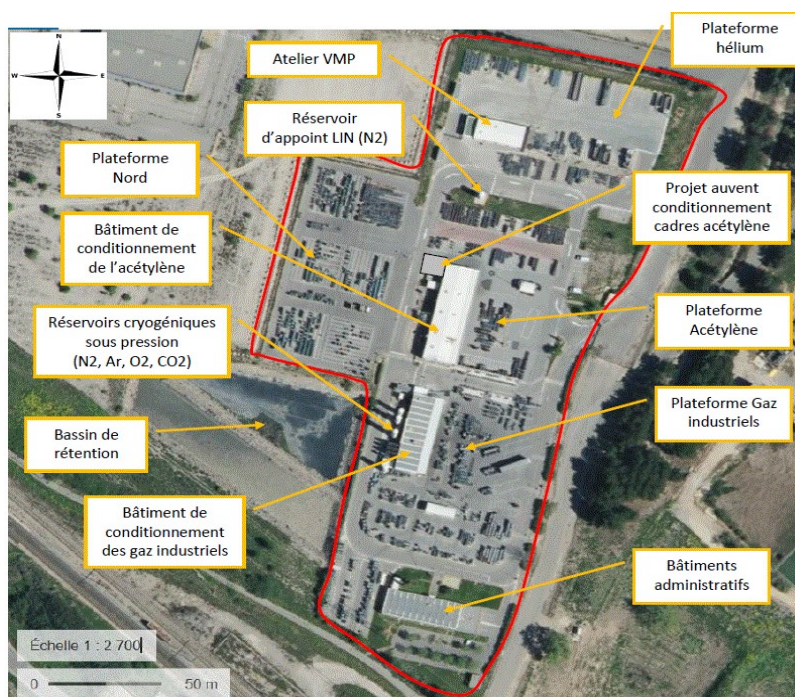 N
W
E
S
Atelier VMP
Plateforme
hélium
Réservoir
d'appoint LIN (N2)
Plateforme
Nord
Projet auvent
conditionnement
cadres acétylène
Bâtiment de
conditionnement
de l'acétylène
Réservoirs cryogéniques
sous pression
(N2, Ar, O2, CO2)
Plateforme
Acétylène
Plateforme Gaz
industriels
Bassin de
rétention
Bâtiment de
conditionnement
des gaz industriels
Bâtiments
administratifs
Échelle 1 : 2 700
0
50 m